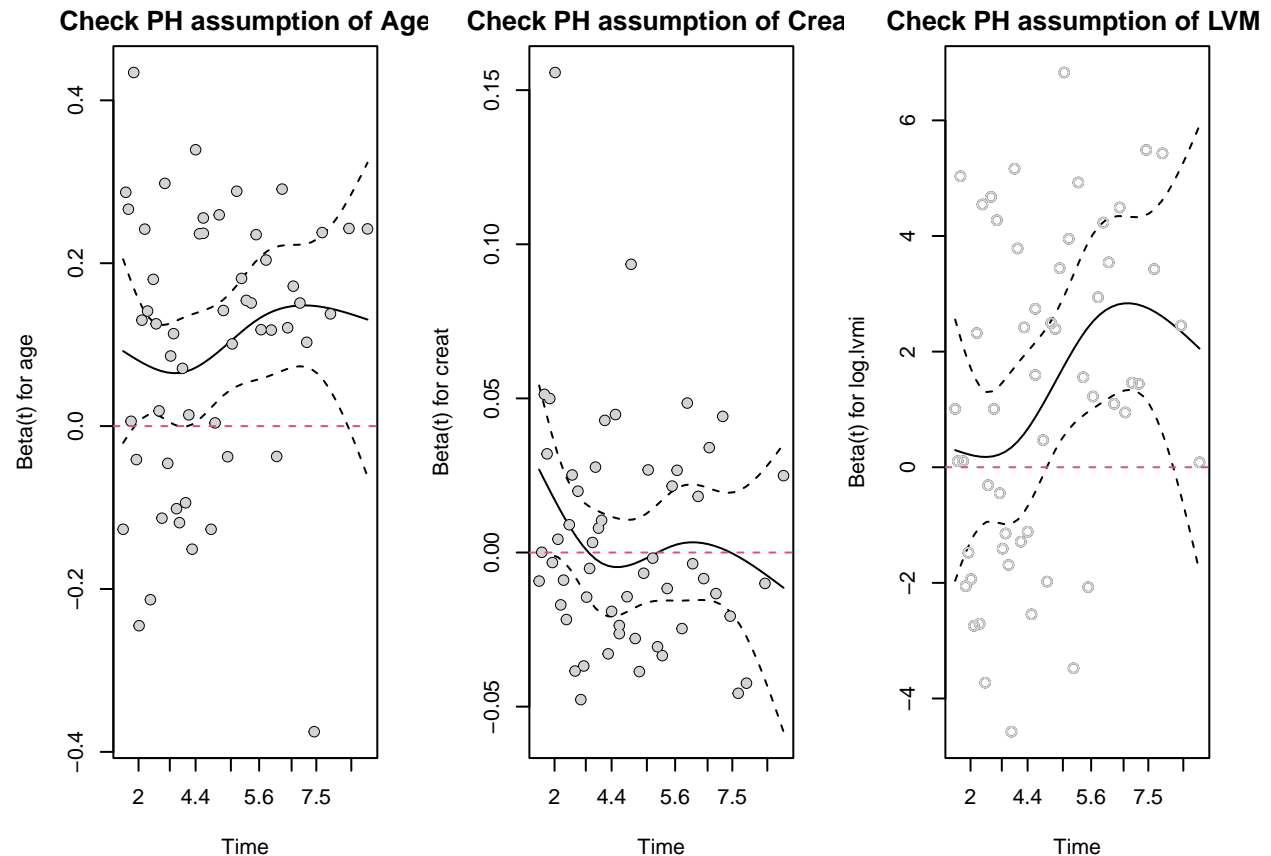 Check PH assumption of Age
Beta(t) for age
0.4
0.2
0.0
−0.2
−0.4
2 4.4 5.6 7.5
Time
Check PH assumption of Crea
Beta(t) for creat
0.15
0.10
0.05
0.00
−0.05
2 4.4 5.6 7.5
Time
Check PH assumption of LVM
Beta(t) for log.lvmi
6
4
2
0
−2
−4
2 4.4 5.6 7.5
Time